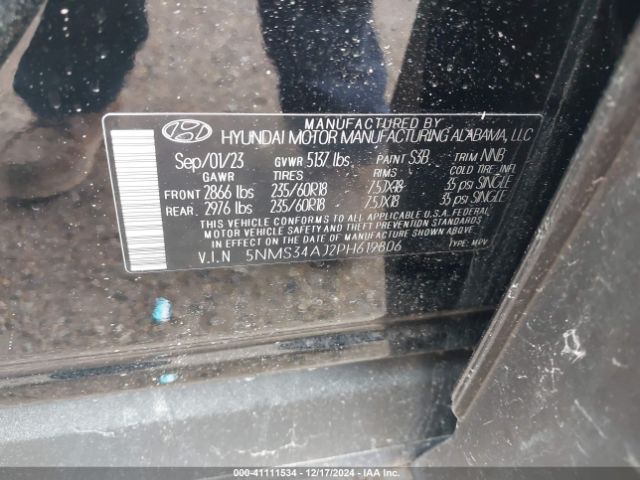 MANUFACTURED BY
HYUNDAI MOTOR MANUFACTURING ALABAMA, LLC
Sep/01/23 GVWR 5137 lbs PAINT S3B TRIM NNB
GAWR TIRES RIMS COLD TIRE INFL
FRONT 2866 lbs 235/60R18 7.5JX18 35 psi SINGLE
REAR 2976 lbs 235/60R18 7.5JX18 35 psi SINGLE
THIS VEHICLE CONFORMS TO ALL APPLICABLE U.S.A. FEDERAL
MOTOR VEHICLE SAFETY AND THEFT PREVENTION STANDARDS
IN EFFECT ON THE DATE OF MANUFACTURE SHOWN ABOVE.
V.I.N 5NMS34AJ2PH619806 TYPE: MPV
000-41111534 - 12/17/2024 - IAA Inc.